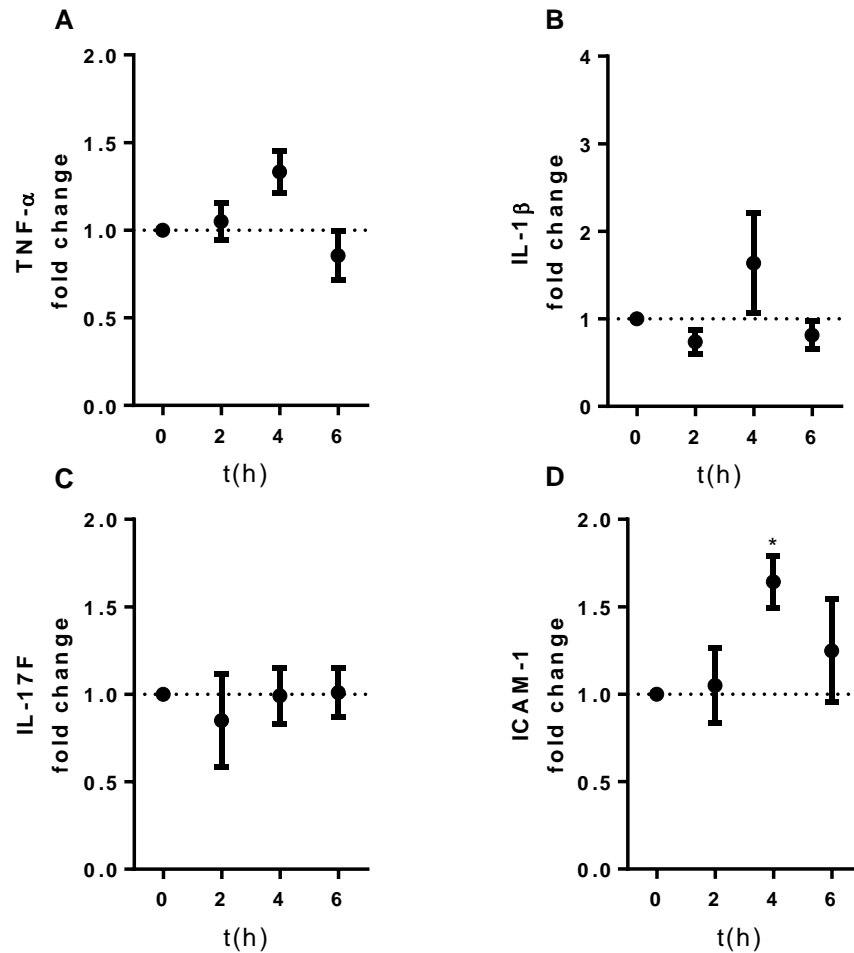 A
2.0
1.5
1.0
0.5
0.0
TNF-α
fold change
0 2 4 6
t(h)
B
4
3
2
1
0
IL-1β
fold change
0 2 4 6
t(h)
C
2.0
1.5
1.0
0.5
0.0
IL-17F
fold change
0 2 4 6
t(h)
D
2.0
1.5
1.0
0.5
0.0
ICAM-1
fold change
*
0 2 4 6
t(h)